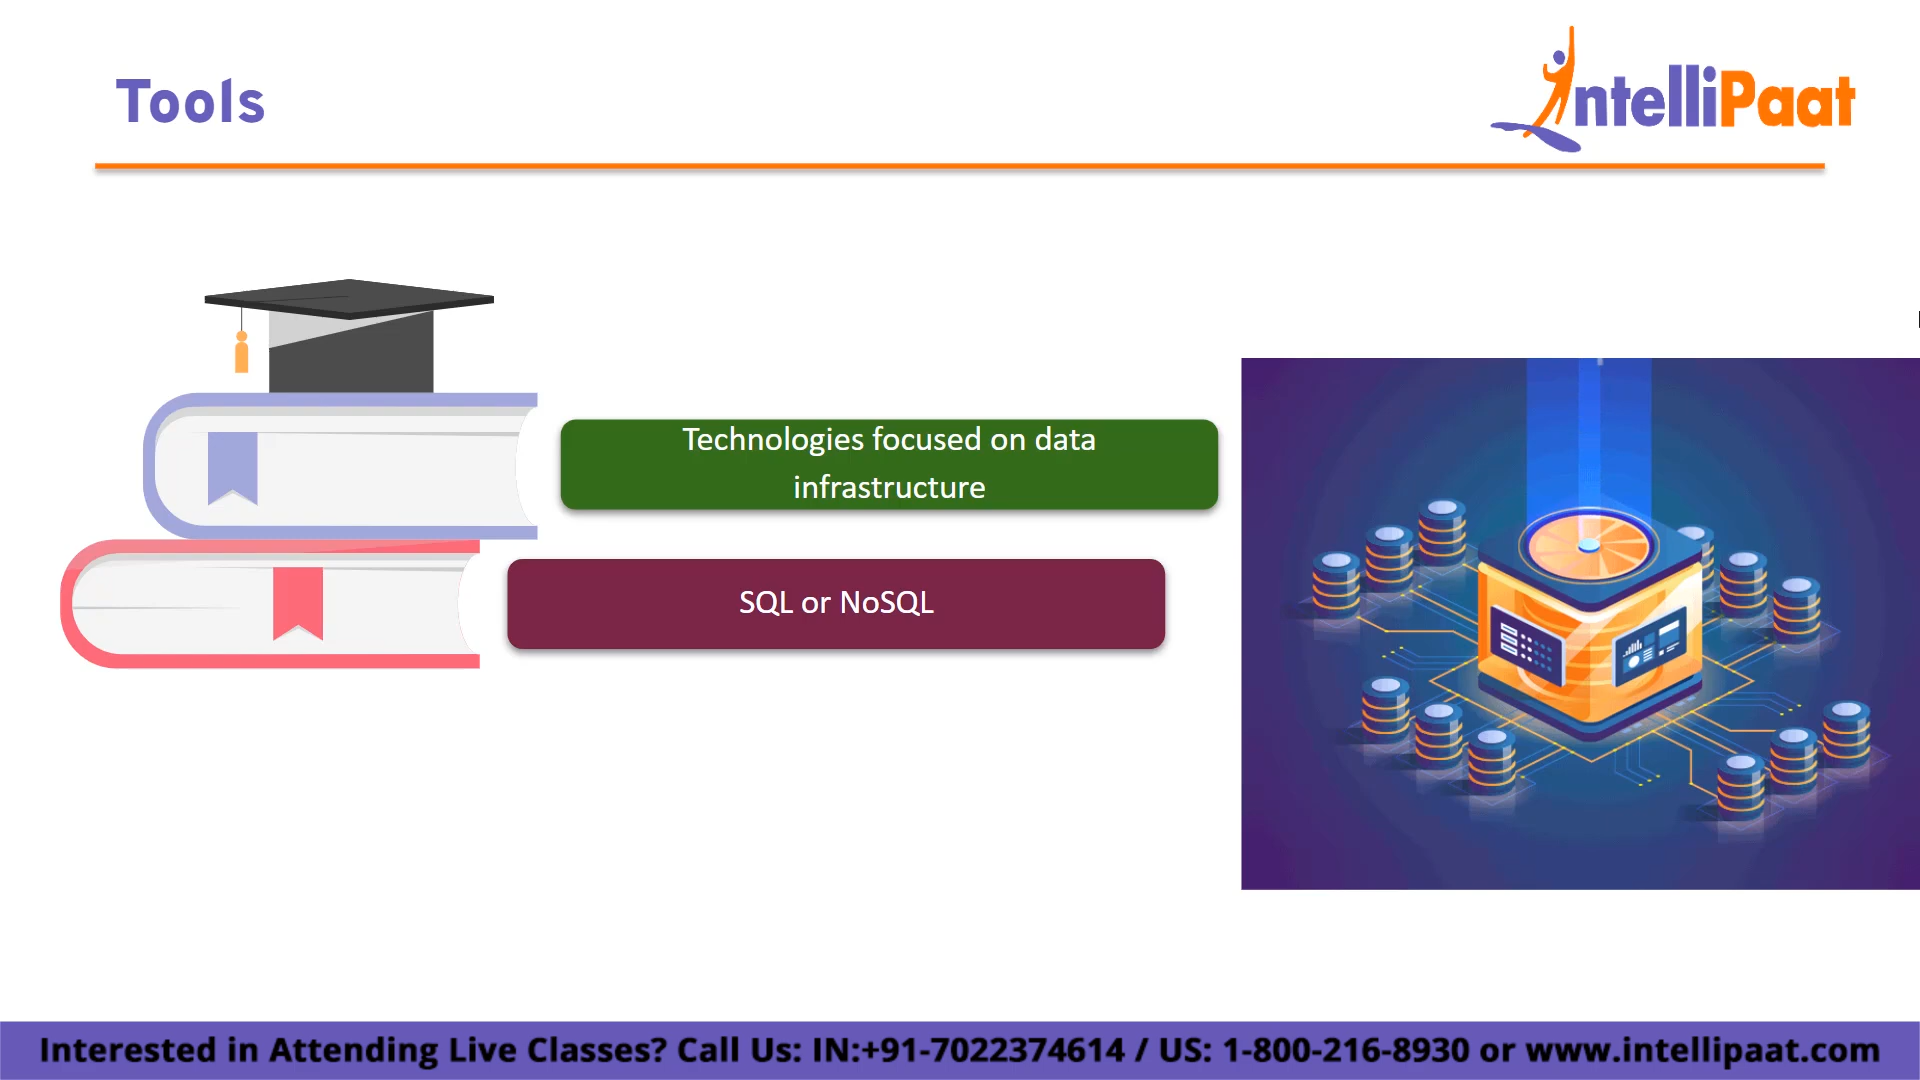 Tools
IntelliPaat
Technologies focused on data
infrastructure
SQL or NoSQL
Interested in Attending Live Classes? Call Us: IN:+91-7022374614 / US: 1-800-216-8930 or www.intellipaat.com